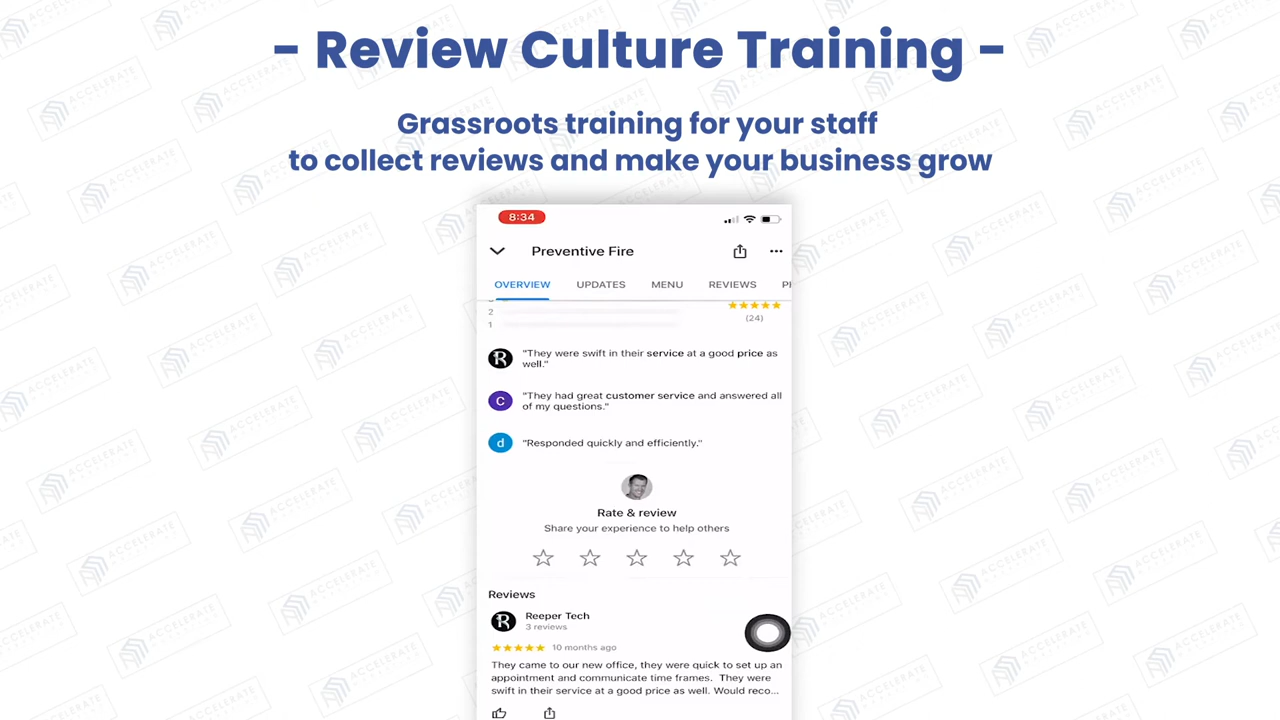 - Review Culture Training -
Grassroots training for your staff
to collect reviews and make your business grow
8:34
Preventive Fire
OVERVIEW UPDATES MENU REVIEWS
2
1
(24)
R
"They were swift in their service at a good price as
well."
C
"They had great customer service and answered all
of my questions."
d
"Responded quickly and efficiently."
Rate & review
Share your experience to help others
Reviews
R
Reeper Tech
3 reviews
10 months ago
They came to our new office, they were quick to set up an
appointment and communicate time frames. They were
swift in their service at a good price as well. Would reco...
ACCELERATE